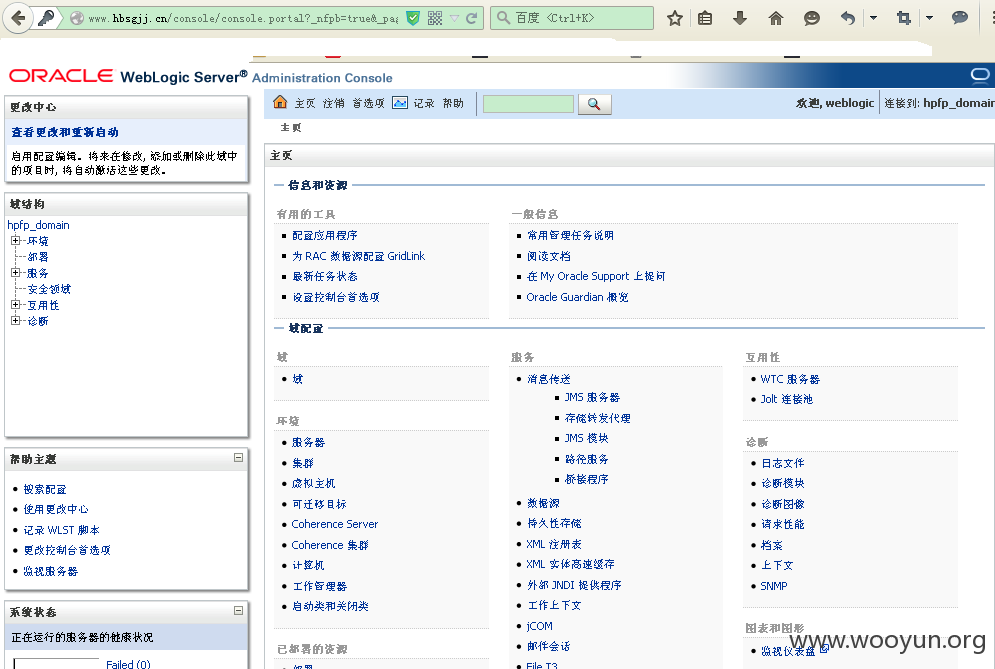 www.hbsgjj.cn/console/console.portal?_nfpb=true&_pa
百度 <Ctrl+K>
ORACLE WebLogic Server® Administration Console
更改中心
查看更改和重新启动
启用配置编辑。将来在修改, 添加或删除此域中
的项目时, 将自动激活这些更改。
域结构
hpfp_domain
环境
部署
服务
安全领域
互用性
诊断
帮助主题
搜索配置
使用更改中心
记录 WLST 脚本
更改控制台首选项
监视服务器
系统状态
正在运行的服务器的健康状况
Failed (0)
主页 注销 首选项 记录 帮助
欢迎, weblogic 连接到: hpfp_domain
主页
主页
信息和资源
有用的工具
配置应用程序
为 RAC 数据源配置 GridLink
最新任务状态
设置控制台首选项
一般信息
常用管理任务说明
阅读文档
在 My Oracle Support 上提问
Oracle Guardian 概览
域配置
域
域
环境
服务器
集群
虚拟主机
可迁移目标
Coherence Server
Coherence 集群
计算机
工作管理器
启动类和关闭类
已部署的资源
部署
服务
消息传送
JMS 服务器
存储转发代理
JMS 模块
路径服务
桥接程序
数据源
持久性存储
XML 注册表
XML 实体高速缓存
外部 JNDI 提供程序
工作上下文
jCOM
邮件会话
File T3
互用性
WTC 服务器
Jolt 连接池
诊断
日志文件
诊断模块
诊断图像
请求性能
档案
上下文
SNMP
图表和图形
监视仪表盘
www.wooyun.org